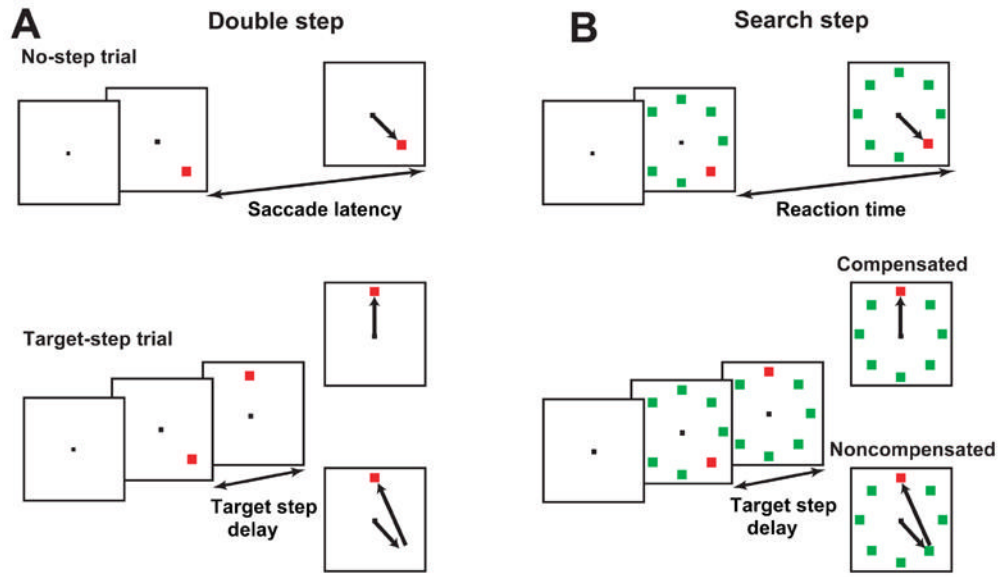 A
Double step
No-step trial
Saccade latency
Target-step trial
Target step
delay
B
Search step
Reaction time
Compensated
Noncompensated
Target step
delay